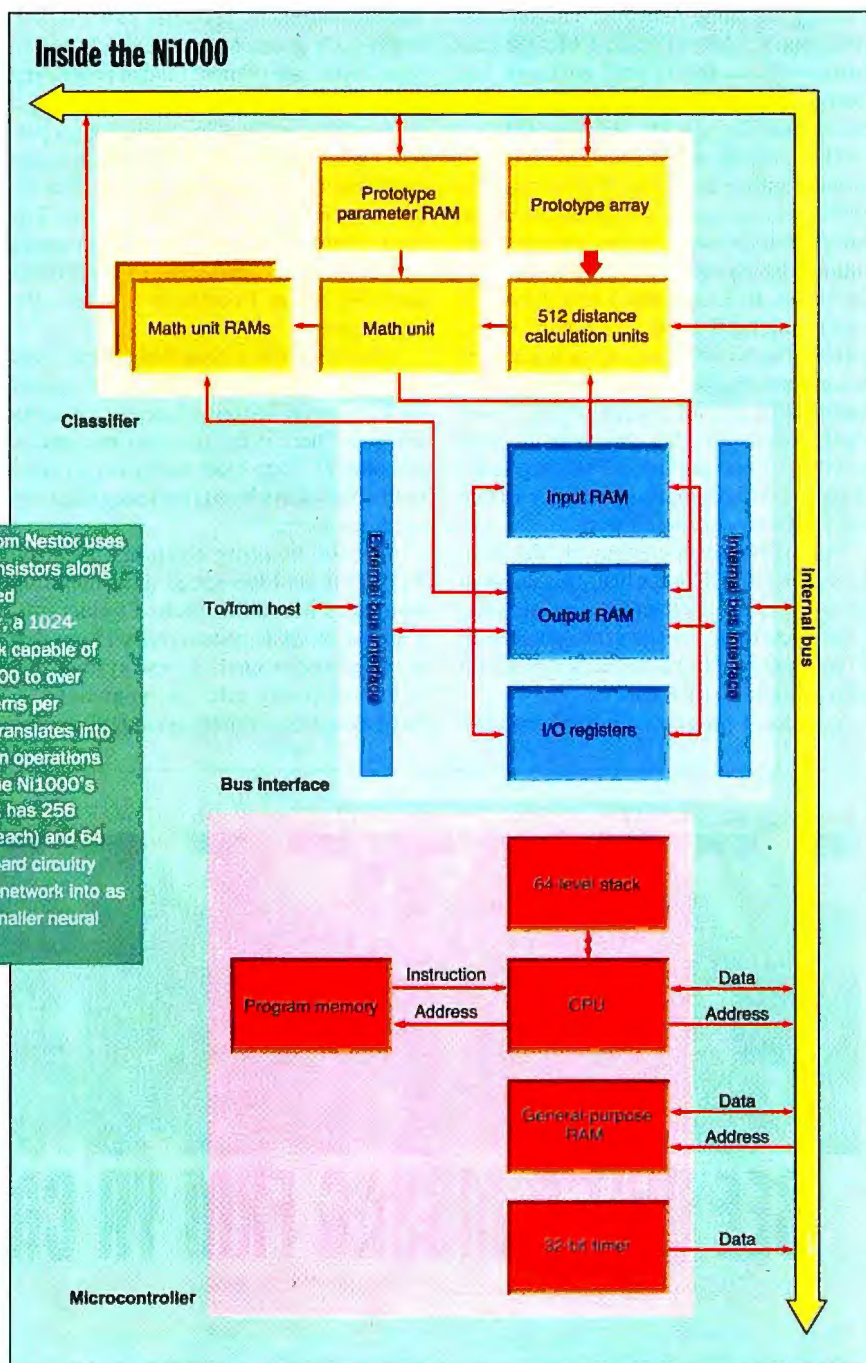 Inside the Ni1000
Prototype
parameter RAM
Prototype array
Math unit RAMs
Math unit
512 distance
calculation units
Classifier
External bus interface
Input RAM
Output RAM
I/O registers
Internal bus interface
To/from host
Internal bus
Bus interface
om Nestor uses
nsistors along
ed
r, a 1024-
k capable of
00 to over
erns per
translates into
n operations
he Ni1000's
t has 256
each) and 64
ard circuitry
network into as
maller neural
64-level stack
Program memory
Instruction
Address
CPU
Data
Address
General-purpose
RAM
Data
Address
32-bit timer
Data
Microcontroller